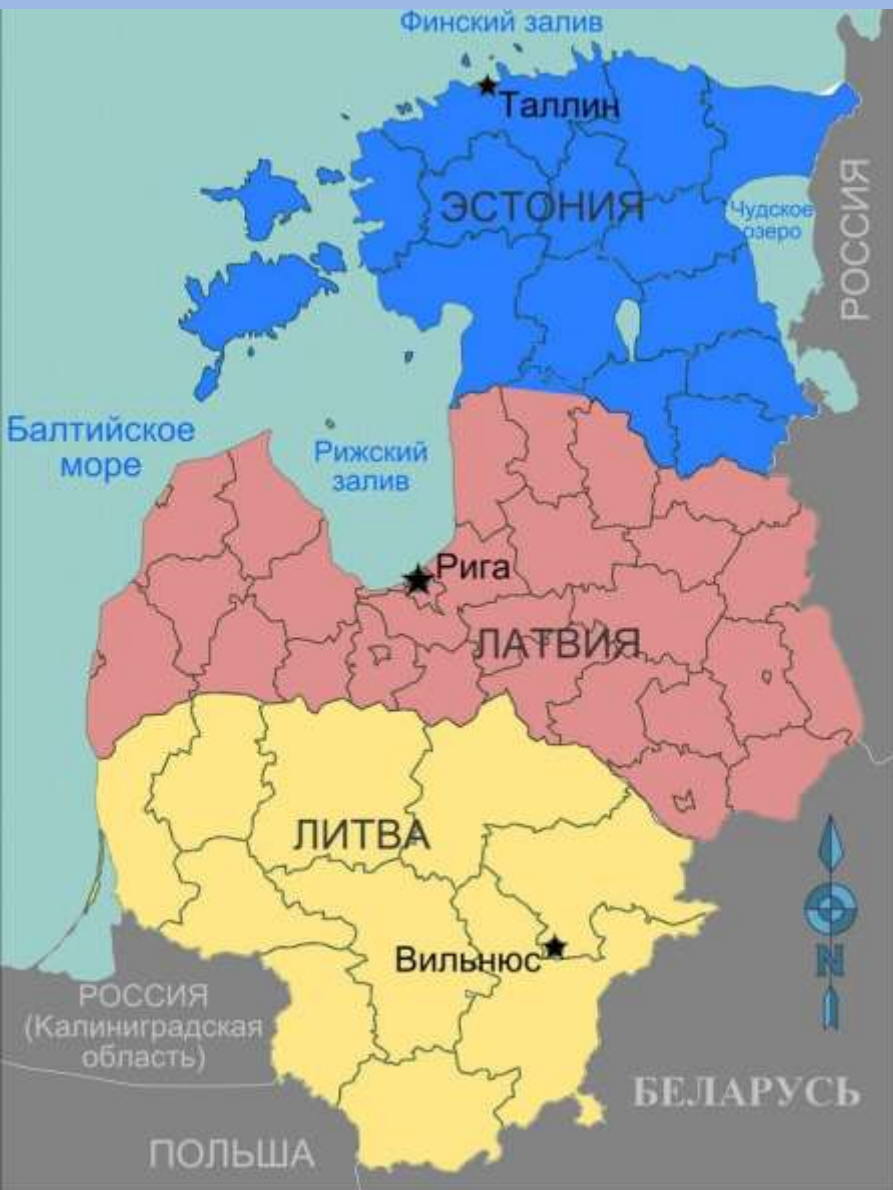 Финский залив
Таллин
ЭСТОНИЯ
Чудское
озеро
РОССИЯ
Балтийское
море
Рижский
залив
Рига
ЛАТВИЯ
ЛИТВА
Вильнюс
N
РОССИЯ
(Калиниградская
область)
БЕЛАРУСЬ
ПОЛЬША